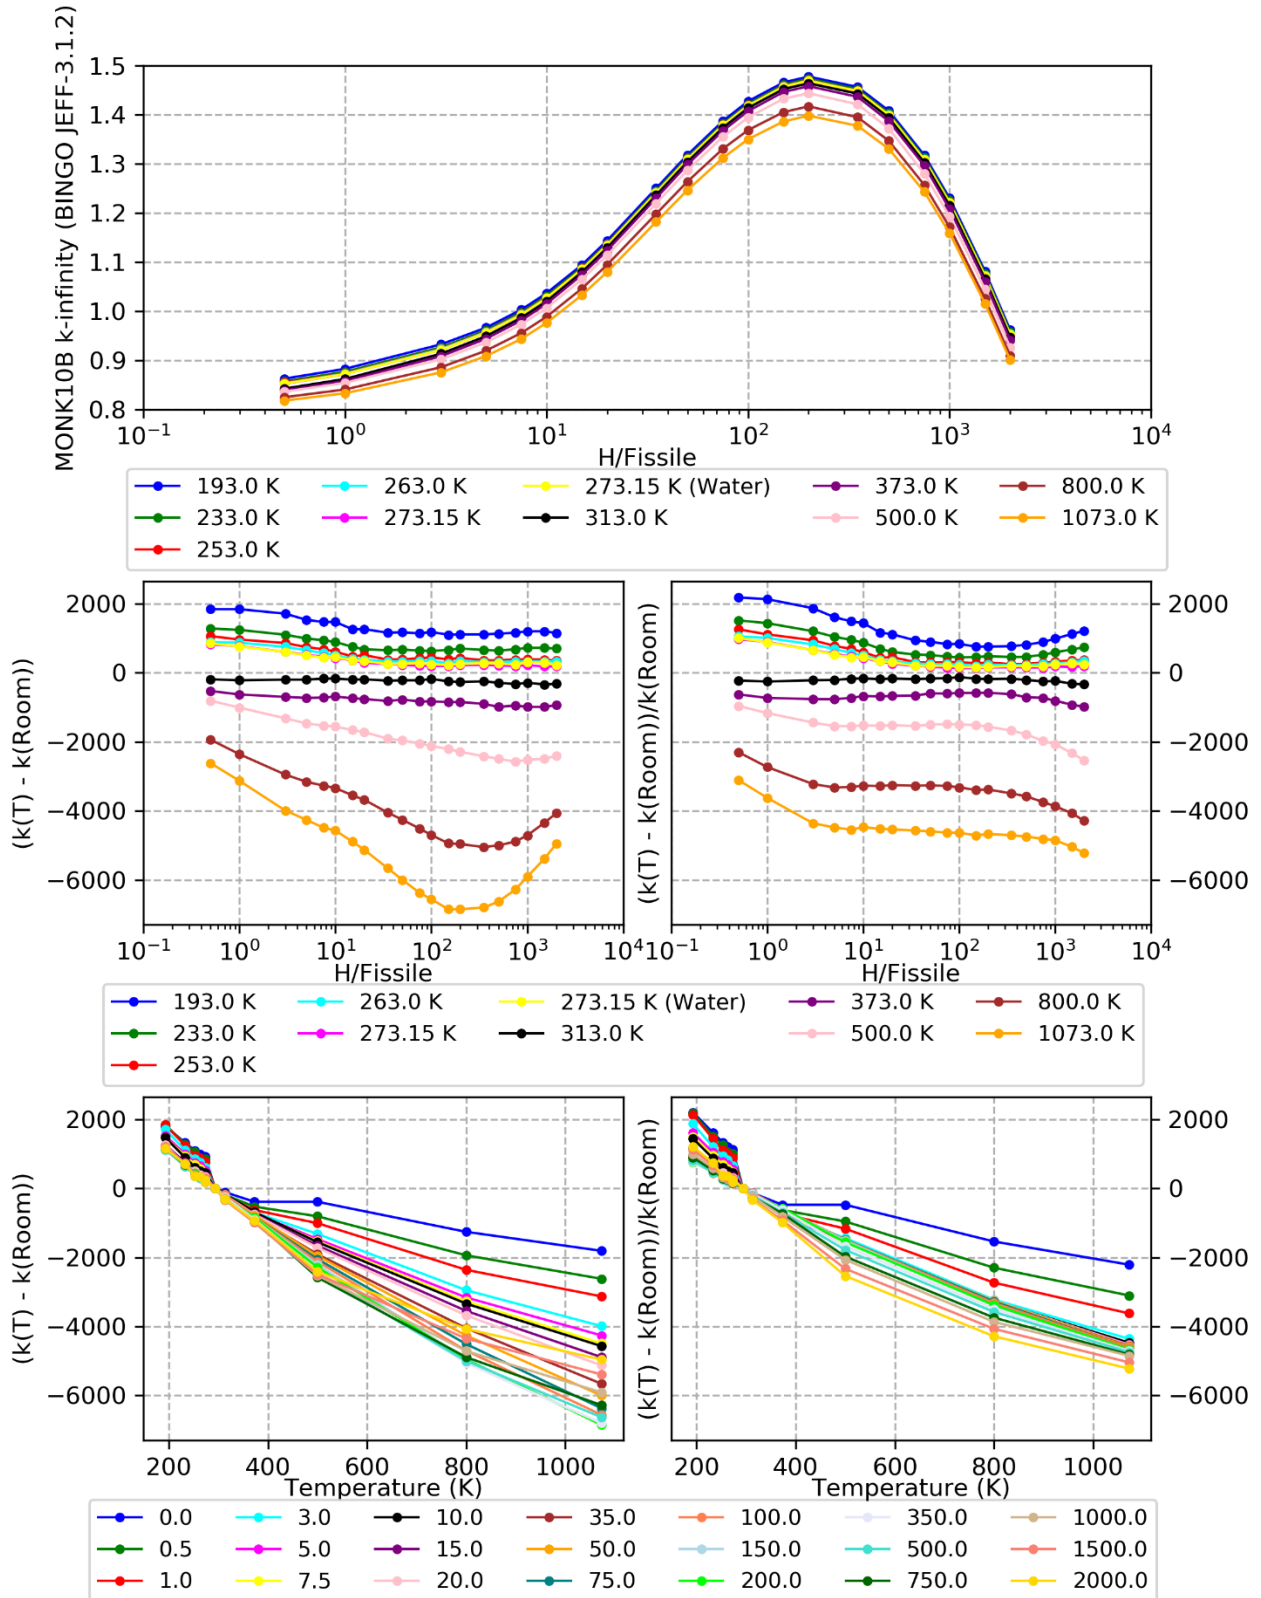 MONK10B k-infinity (BINGO JEFF-3.1.2)
1.5
1.4
1.3
1.2
1.1
1.0
0.9
0.8
10⁻¹ 10⁰ 10¹ 10² 10³ 10⁴
H/Fissile
193.0 K 263.0 K 273.15 K (Water) 373.0 K 800.0 K
233.0 K 273.15 K 313.0 K 500.0 K 1073.0 K
253.0 K
(k(T) - k(Room))
2000
0
−2000
−4000
−6000
10⁻¹ 10⁰ 10¹ 10² 10³ 10⁴
H/Fissile
(k(T) - k(Room))/k(Room)
2000
0
−2000
−4000
−6000
10⁻¹ 10⁰ 10¹ 10² 10³ 10⁴
H/Fissile
193.0 K 263.0 K 273.15 K (Water) 373.0 K 800.0 K
233.0 K 273.15 K 313.0 K 500.0 K 1073.0 K
253.0 K
(k(T) - k(Room))
2000
0
−2000
−4000
−6000
200 400 600 800 1000
Temperature (K)
(k(T) - k(Room))/k(Room)
2000
0
−2000
−4000
−6000
200 400 600 800 1000
Temperature (K)
0.0 3.0 10.0 35.0 100.0 350.0 1000.0
0.5 5.0 15.0 50.0 150.0 500.0 1500.0
1.0 7.5 20.0 75.0 200.0 750.0 2000.0